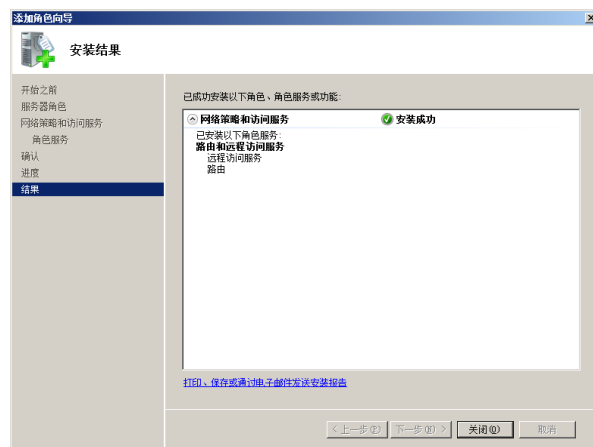 添加角色向导
安装结果
开始之前
服务器角色
网络策略和访问服务
角色服务
确认
进度
结果
已成功安装以下角色、角色服务或功能:
网络策略和访问服务 安装成功
已安装以下角色服务:
路由和远程访问服务
远程访问服务
路由
打印、保存或通过电子邮件发送安装报告
< 上一步(P) 下一步(N) > 关闭(O) 取消